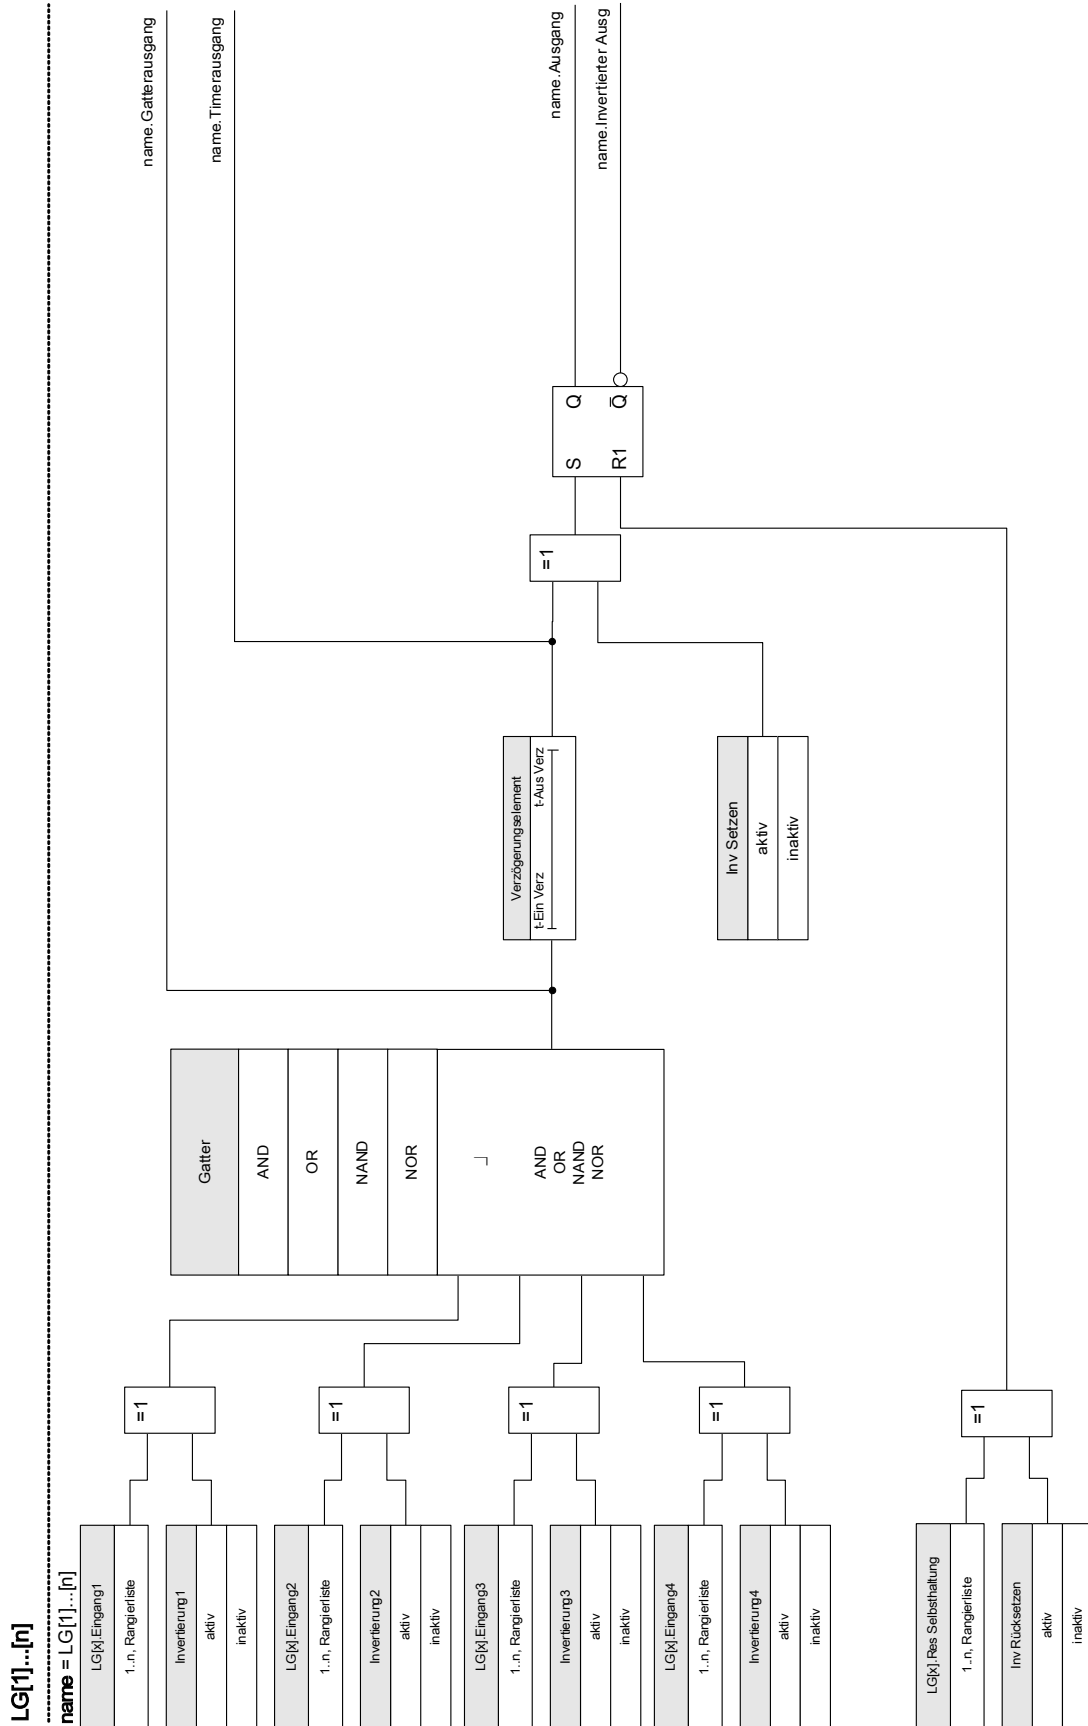 LG[1]...[n]
name = LG[1]...[n]
LG[x].Eingang1
1..n, Rangierliste
Invertierung1
aktiv
inaktiv
LG[x].Eingang2
1..n, Rangierliste
Invertierung2
aktiv
inaktiv
LG[x].Eingang3
1..n, Rangierliste
Invertierung3
aktiv
inaktiv
LG[x].Eingang4
1..n, Rangierliste
Invertierung4
aktiv
inaktiv
LG[x].Res Selbsthaltung
1..n, Rangierliste
Inv Rücksetzen
aktiv
inaktiv
=1
=1
=1
=1
=1
Gatter
AND
OR
NAND
NOR
AND
OR
NAND
NOR
Verzögerungselement
t-Ein Verz t-Aus Verz
Inv Setzen
aktiv
inaktiv
=1
S Q
R1 Q̅
name.Gatterausgang
name.Timerausgang
name.Ausgang
name.Invertierter Ausg